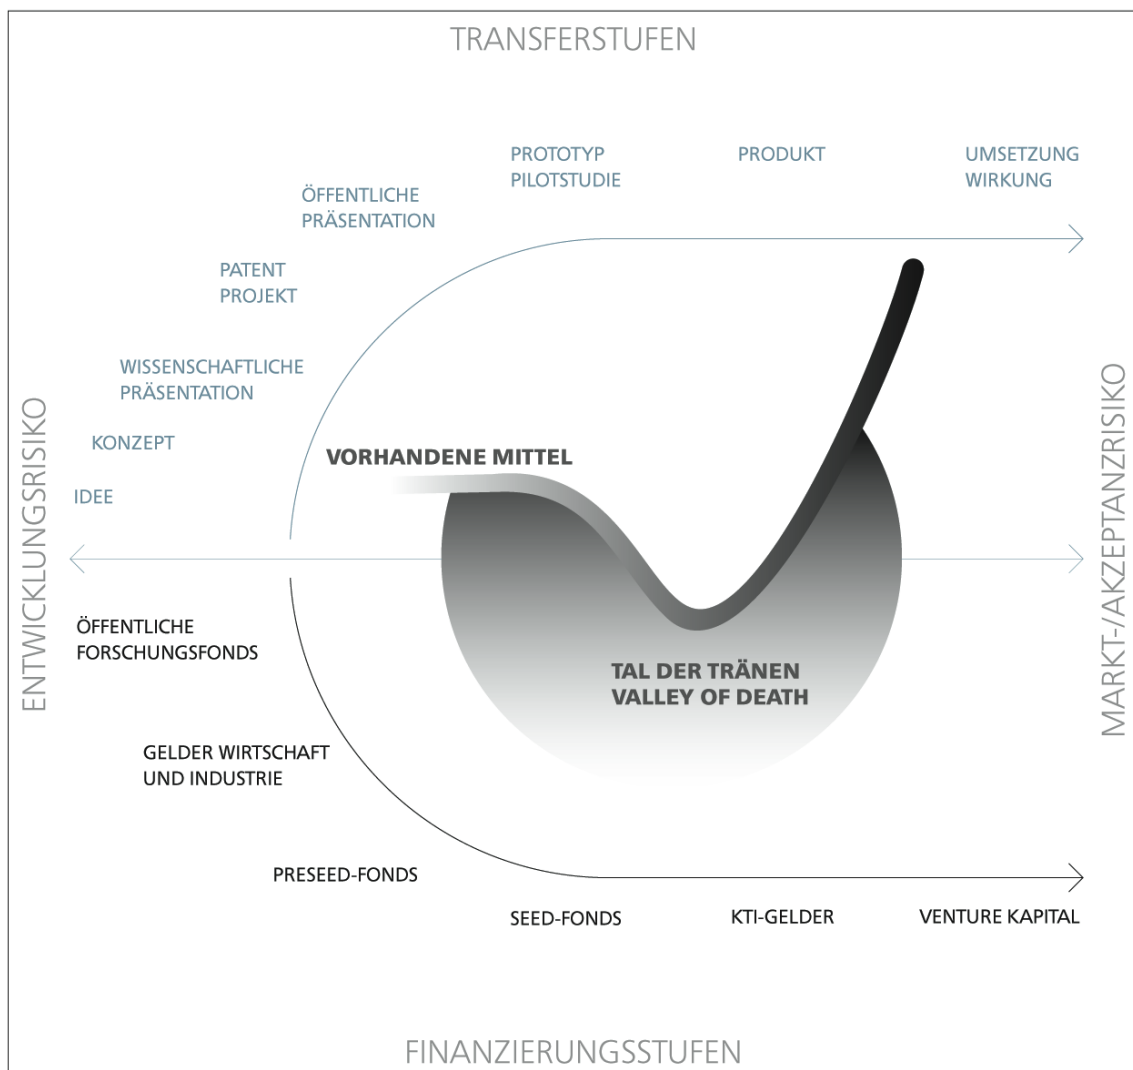 TRANSFERSTUFEN
PROTOTYP
PILOTSTUDIE
PRODUKT
UMSETZUNG
WIRKUNG
ÖFFENTLICHE
PRÄSENTATION
PATENT
PROJEKT
WISSENSCHAFTLICHE
PRÄSENTATION
KONZEPT
IDEE
ENTWICKLUNGSRISIKO
VORHANDENE MITTEL
MARKT-/AKZEPTANZRISIKO
TAL DER TRÄNEN
VALLEY OF DEATH
ÖFFENTLICHE
FORSCHUNGSFONDS
GELDER WIRTSCHAFT
UND INDUSTRIE
PRESEED-FONDS
SEED-FONDS
KTI-GELDER
VENTURE KAPITAL
FINANZIERUNGSSTUFEN